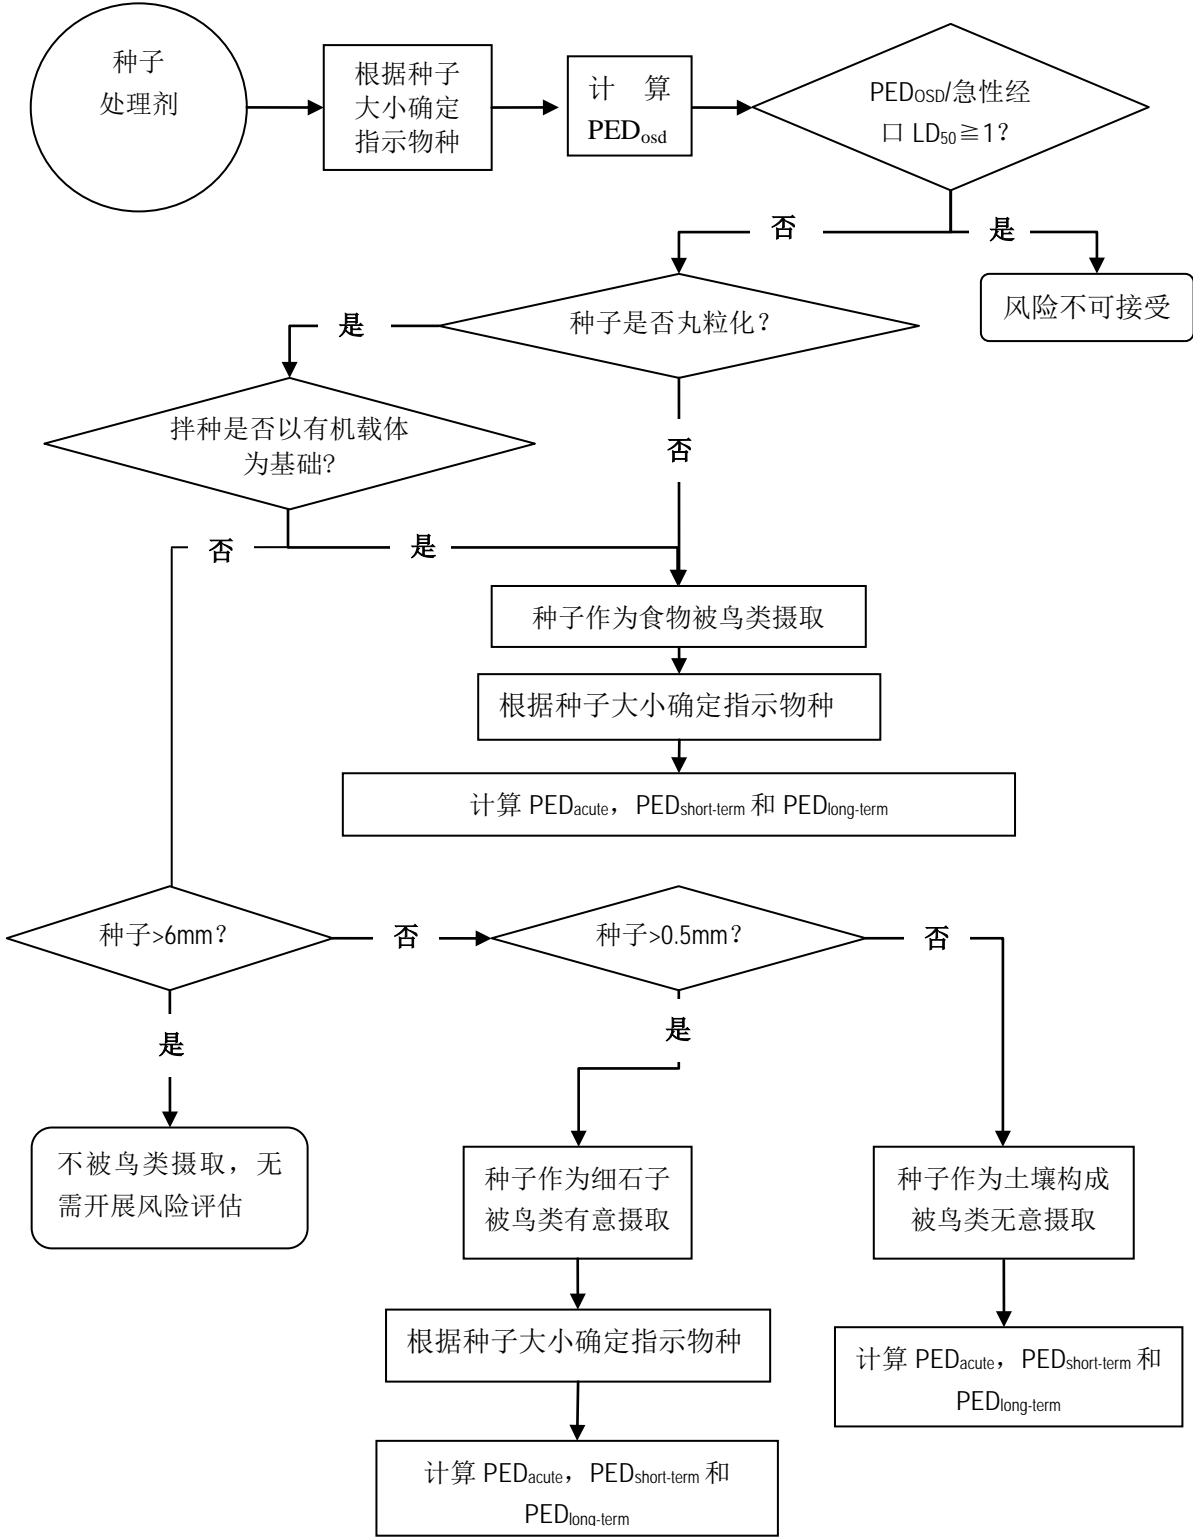 种子
处理剂
根据种子
大小确定
指示物种
计 算
PEDosd
PEDOSD/急性经
口 LD50≧1？
否
是
风险不可接受
种子是否丸粒化？
是
否
拌种是否以有机载体
为基础?
否
是
种子作为食物被鸟类摄取
根据种子大小确定指示物种
计算 PEDacute，PEDshort-term 和 PEDlong-term
种子>6mm？
否
种子>0.5mm？
否
是
是
不被鸟类摄取，无
需开展风险评估
种子作为细石子
被鸟类有意摄取
种子作为土壤构成
被鸟类无意摄取
根据种子大小确定指示物种
计算 PEDacute，PEDshort-term 和
PEDlong-term
计算 PEDacute，PEDshort-term 和
PEDlong-term